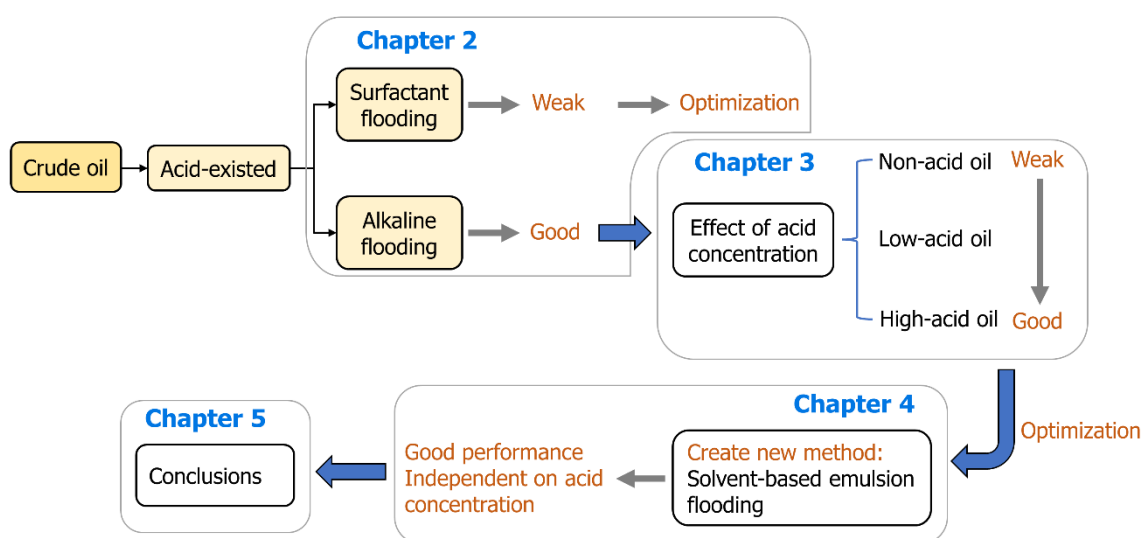 Chapter 2
Surfactant
flooding
Weak
Optimization
Crude oil
Acid-existed
Alkaline
flooding
Good
Chapter 3
Effect of acid
concentration
Non-acid oil
Weak
Low-acid oil
High-acid oil
Good
Optimization
Chapter 4
Create new method:
Solvent-based emulsion
flooding
Good performance
Independent on acid
concentration
Chapter 5
Conclusions